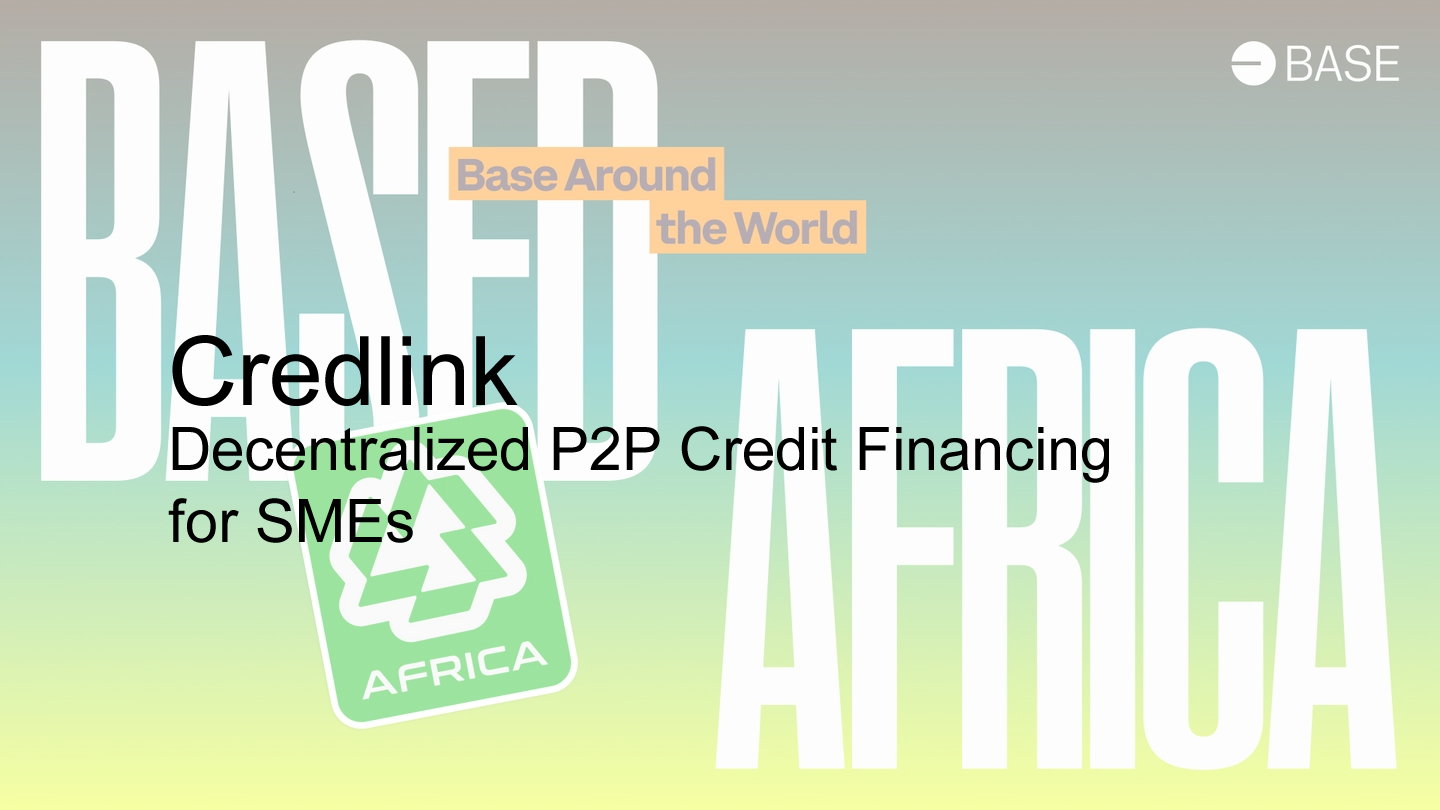 BASED
BASE
Base Around
the World
Credlink
Decentralized P2P Credit Financing
for SMEs
AFRICA
AFRICA